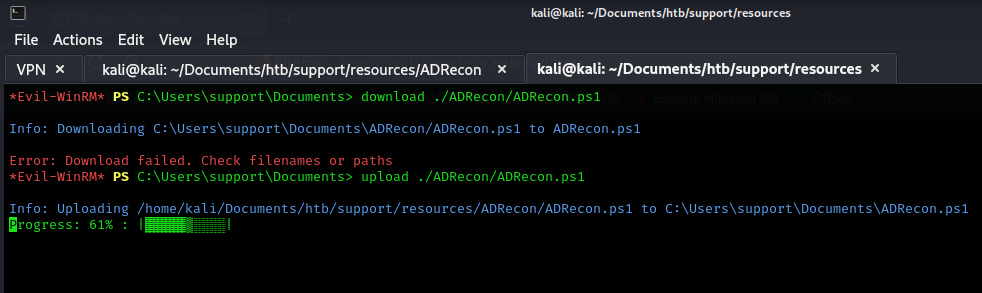 kali@kali: ~/Documents/htb/support/resources
File Actions Edit View Help
VPN × kali@kali: ~/Documents/htb/support/resources/ADRecon × kali@kali: ~/Documents/htb/support/resources ×
*Evil-WinRM* PS C:\Users\support\Documents> download ./ADRecon/ADRecon.ps1
Info: Downloading C:\Users\support\Documents\ADRecon/ADRecon.ps1 to ADRecon.ps1
Error: Download failed. Check filenames or paths
*Evil-WinRM* PS C:\Users\support\Documents> upload ./ADRecon/ADRecon.ps1
Info: Uploading /home/kali/Documents/htb/support/resources/ADRecon/ADRecon.ps1 to C:\Users\support\Documents\ADRecon.ps1
Progress: 61% : |▓▓▓▓▓▓▒▒▒▒|